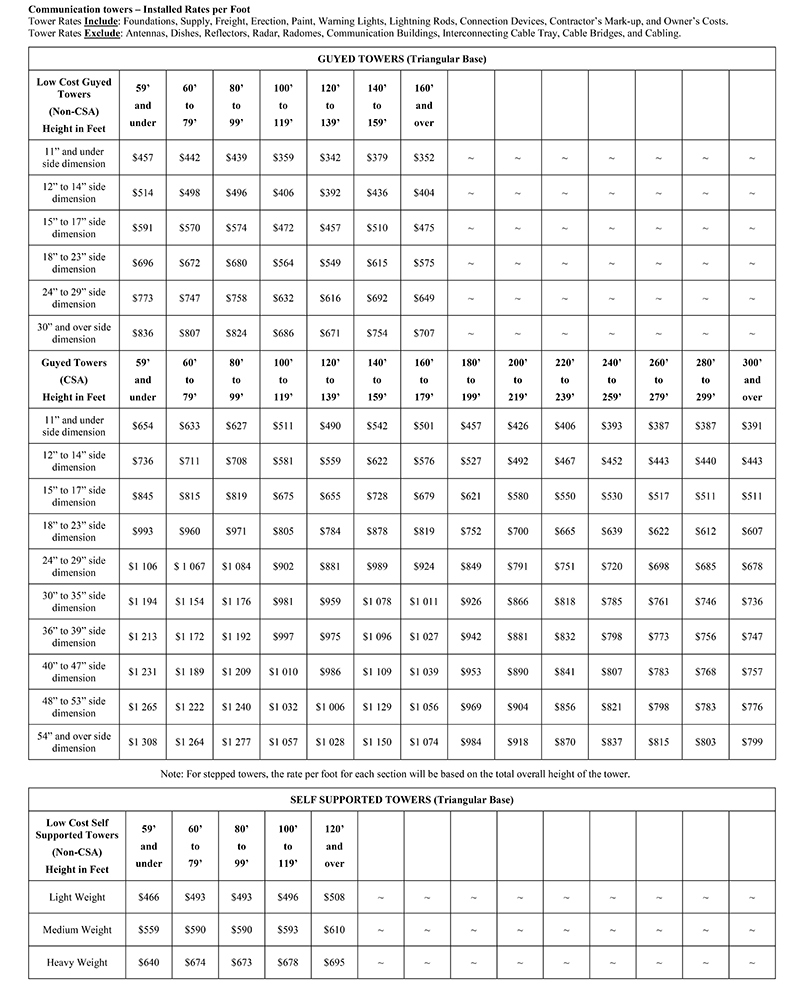 Communication towers – Installed Rates per Foot
Tower Rates Include: Foundations, Supply, Freight, Erection, Paint, Warning Lights, Lightning Rods, Connection Devices, Contractor’s Mark-up, and Owner’s Costs.
Tower Rates Exclude: Antennas, Dishes, Reflectors, Radar, Radomes, Communication Buildings, Interconnecting Cable Tray, Cable Bridges, and Cabling.
GUYED TOWERS (Triangular Base)
Low Cost Guyed Towers (Non-CSA) Height in Feet 59’ and under 60’ to 79’ 80’ to 99’ 100’ to 119’ 120’ to 139’ 140’ to 159’ 160’ and over
11” and under side dimension $457 $442 $439 $359 $342 $379 $352 ~ ~ ~ ~ ~ ~ ~
12” to 14” side dimension $514 $498 $496 $406 $392 $436 $404 ~ ~ ~ ~ ~ ~ ~
15” to 17” side dimension $591 $570 $574 $472 $457 $510 $475 ~ ~ ~ ~ ~ ~ ~
18” to 23” side dimension $696 $672 $680 $564 $549 $615 $575 ~ ~ ~ ~ ~ ~ ~
24” to 29” side dimension $773 $747 $758 $632 $616 $692 $649 ~ ~ ~ ~ ~ ~ ~
30” and over side dimension $836 $807 $824 $686 $671 $754 $707 ~ ~ ~ ~ ~ ~ ~
Guyed Towers (CSA) Height in Feet 59’ and under 60’ to 79’ 80’ to 99’ 100’ to 119’ 120’ to 139’ 140’ to 159’ 160’ to 179’ 180’ to 199’ 200’ to 219’ 220’ to 239’ 240’ to 259’ 260’ to 279’ 280’ to 299’ 300’ and over
11” and under side dimension $654 $633 $627 $511 $490 $542 $501 $457 $426 $406 $393 $387 $387 $391
12” to 14” side dimension $736 $711 $708 $581 $559 $622 $576 $527 $492 $467 $452 $443 $440 $443
15” to 17” side dimension $845 $815 $819 $675 $655 $728 $679 $621 $580 $550 $530 $517 $511 $511
18” to 23” side dimension $993 $960 $971 $805 $784 $878 $819 $752 $700 $665 $639 $622 $612 $607
24” to 29” side dimension $1 106 $ 1 067 $1 084 $902 $881 $989 $924 $849 $791 $751 $720 $698 $685 $678
30” to 35” side dimension $1 194 $1 154 $1 176 $981 $959 $1 078 $1 011 $926 $866 $818 $785 $761 $746 $736
36” to 39” side dimension $1 213 $1 172 $1 192 $997 $975 $1 096 $1 027 $942 $881 $832 $798 $773 $756 $747
40” to 47” side dimension $1 231 $1 189 $1 209 $1 010 $986 $1 109 $1 039 $953 $890 $841 $807 $783 $768 $757
48” to 53” side dimension $1 265 $1 222 $1 240 $1 032 $1 006 $1 129 $1 056 $969 $904 $856 $821 $798 $783 $776
54” and over side dimension $1 308 $1 264 $1 277 $1 057 $1 028 $1 150 $1 074 $984 $918 $870 $837 $815 $803 $799
Note: For stepped towers, the rate per foot for each section will be based on the total overall height of the tower.
SELF SUPPORTED TOWERS (Triangular Base)
Low Cost Self Supported Towers (Non-CSA) Height in Feet 59’ and under 60’ to 79’ 80’ to 99’ 100’ to 119’ 120’ and over
Light Weight $466 $493 $493 $496 $508 ~ ~ ~ ~ ~ ~ ~ ~ ~
Medium Weight $559 $590 $590 $593 $610 ~ ~ ~ ~ ~ ~ ~ ~ ~
Heavy Weight $640 $674 $673 $678 $695 ~ ~ ~ ~ ~ ~ ~ ~ ~